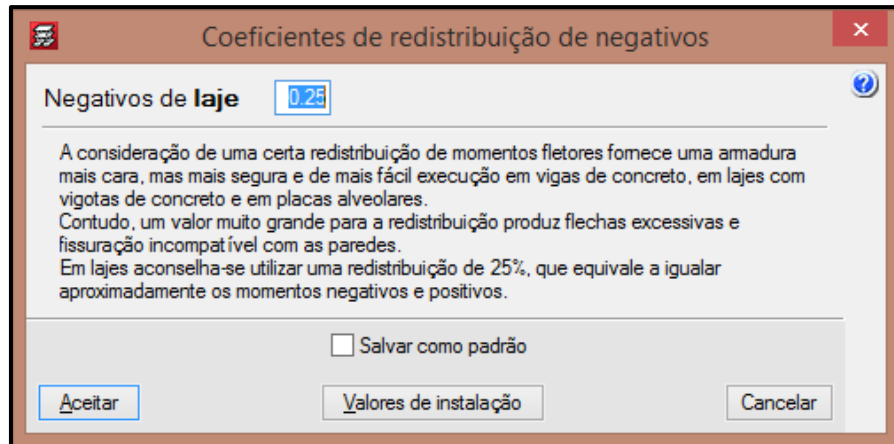 Coeficientes de redistribuição de negativos
Negativos de laje 0.25
A consideração de uma certa redistribuição de momentos fletores fornece uma armadura
mais cara, mas mais segura e de mais fácil execução em vigas de concreto, em lajes com
vigotas de concreto e em placas alveolares.
Contudo, um valor muito grande para a redistribuição produz flechas excessivas e
fissuração incompatível com as paredes.
Em lajes aconselha-se utilizar uma redistribuição de 25%, que equivale a igualar
aproximadamente os momentos negativos e positivos.
Salvar como padrão
Aceitar Valores de instalação Cancelar